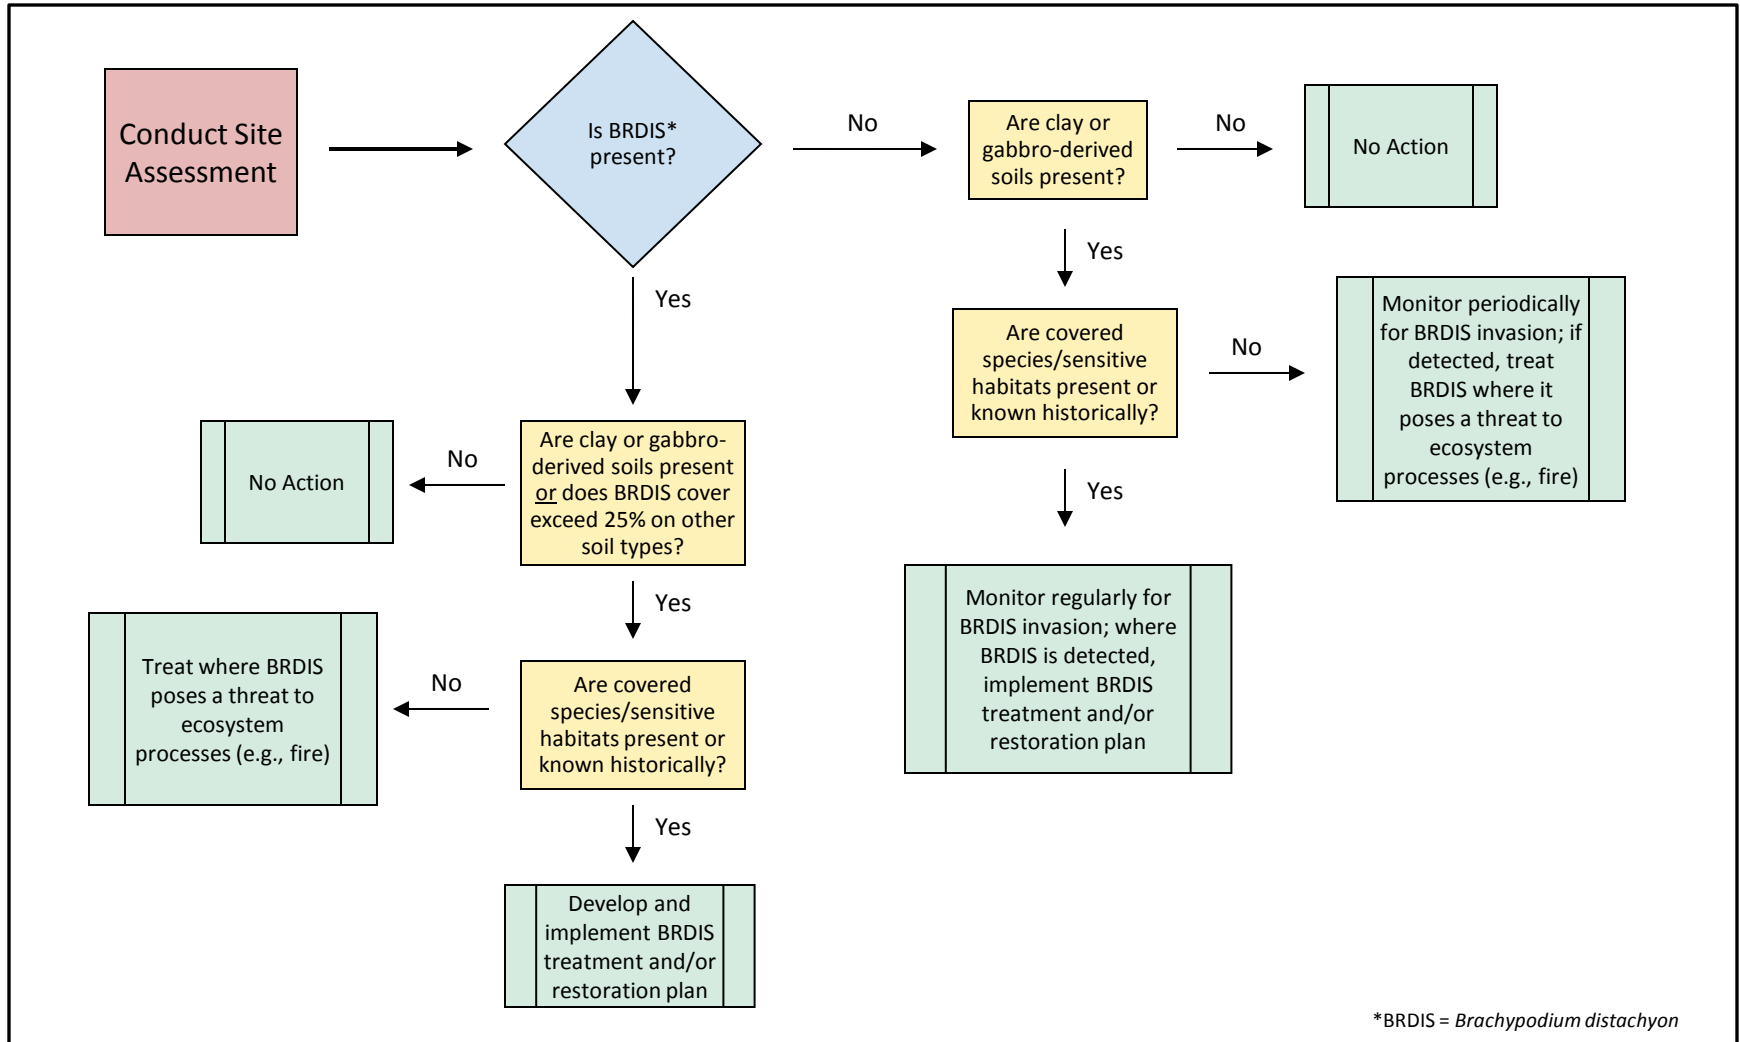 Conduct Site
Assessment
Is BRDIS*
present?
No
Are clay or
gabbro-derived
soils present?
No
No Action
Yes
Yes
Are covered
species/sensitive
habitats present or
known historically?
No
Monitor periodically
for BRDIS invasion; if
detected, treat
BRDIS where it
poses a threat to
ecosystem
processes (e.g., fire)
Yes
Monitor regularly for
BRDIS invasion; where
BRDIS is detected,
implement BRDIS
treatment and/or
restoration plan
Are clay or gabbro-
derived soils present
or does BRDIS cover
exceed 25% on other
soil types?
No
No Action
Yes
Are covered
species/sensitive
habitats present or
known historically?
No
Treat where BRDIS
poses a threat to
ecosystem
processes (e.g., fire)
Yes
Develop and
implement BRDIS
treatment and/or
restoration plan
*BRDIS = Brachypodium distachyon